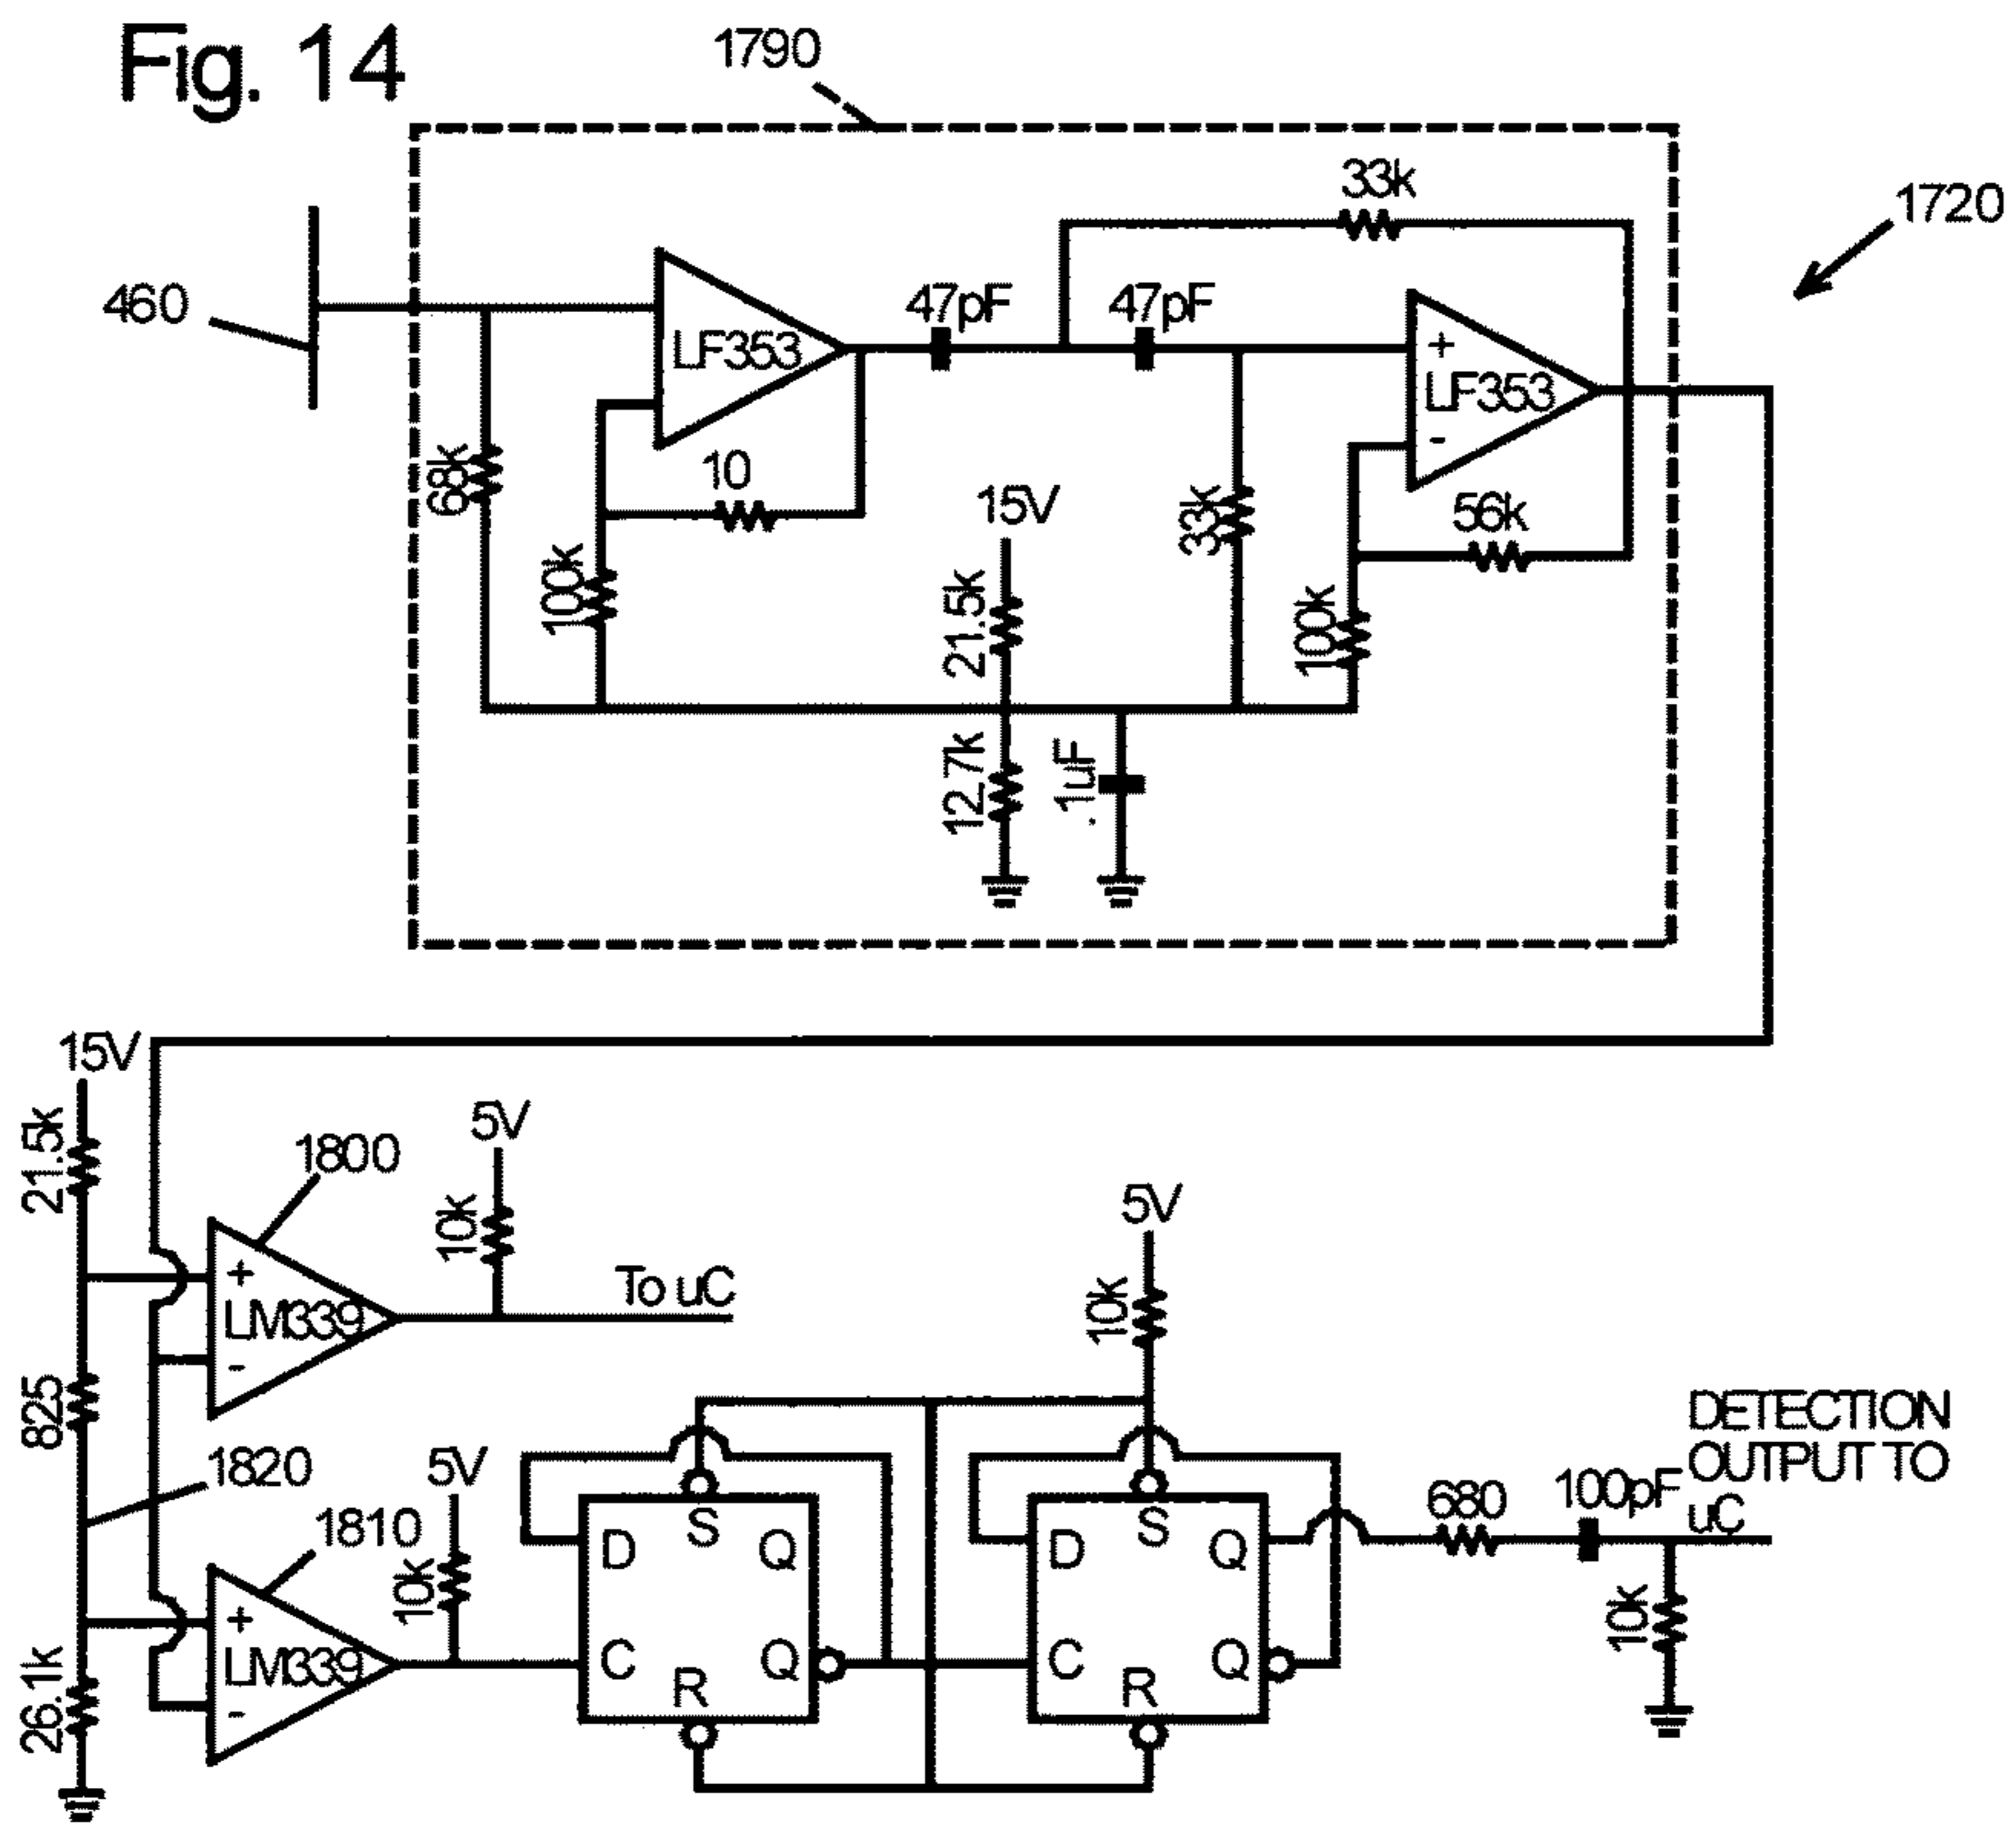 Fig. 14
1790
33k
1720
460
47pF
47pF
LF353
+
LF353
-
68k
10
15V
33k
56k
100k
21.5k
100k
12.7k
.1uF
15V
21.5k
1800
5V
10k
+
LM339
-
To uC
5V
10k
825
1820
5V
1810
10k
DETECTION
OUTPUT TO
uC
680
100pF
+
LM339
-
26.1k
D
S
Q
C
R
Q
D
S
Q
C
R
Q
10k